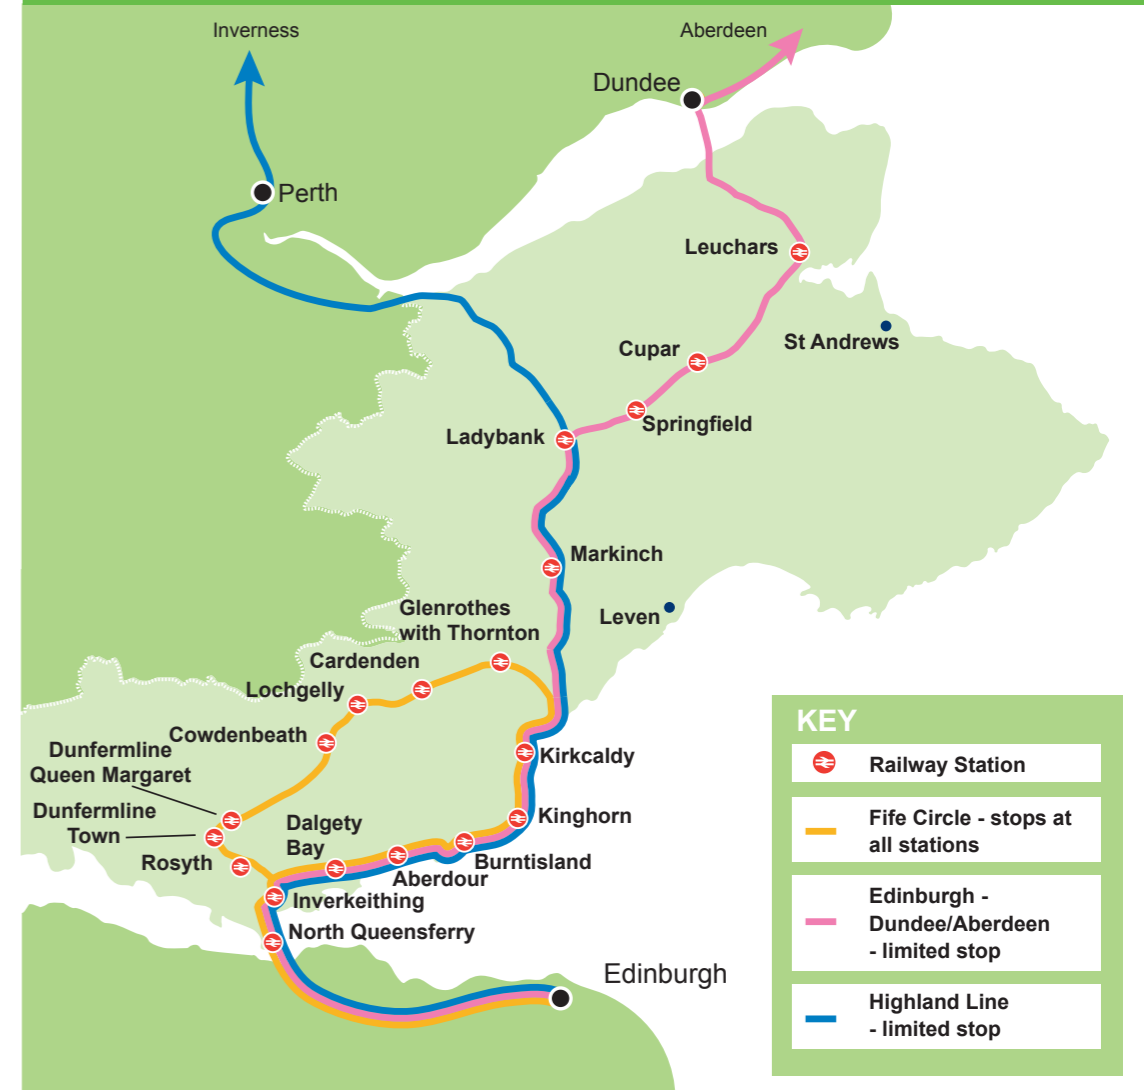 Inverness
Aberdeen
Dundee
Perth
Leuchars
St Andrews
Cupar
Springfield
Ladybank
Markinch
Glenrothes
with Thornton
Leven
Cardenden
Lochgelly
Cowdenbeath
Dunfermline
Queen Margaret
Kirkcaldy
Dunfermline
Town
Dalgety
Bay
Kinghorn
Rosyth
Burntisland
Aberdour
Inverkeithing
North Queensferry
Edinburgh
KEY
Railway Station
Fife Circle - stops at
all stations
Edinburgh -
Dundee/Aberdeen
- limited stop
Highland Line
- limited stop